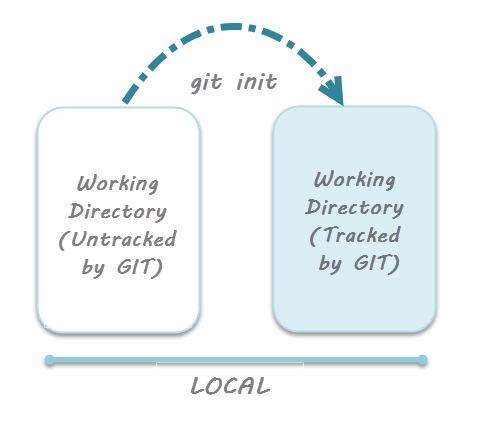 git init
Working
Directory
(Untracked
by GIT)
Working
Directory
(Tracked
by GIT)
LOCAL